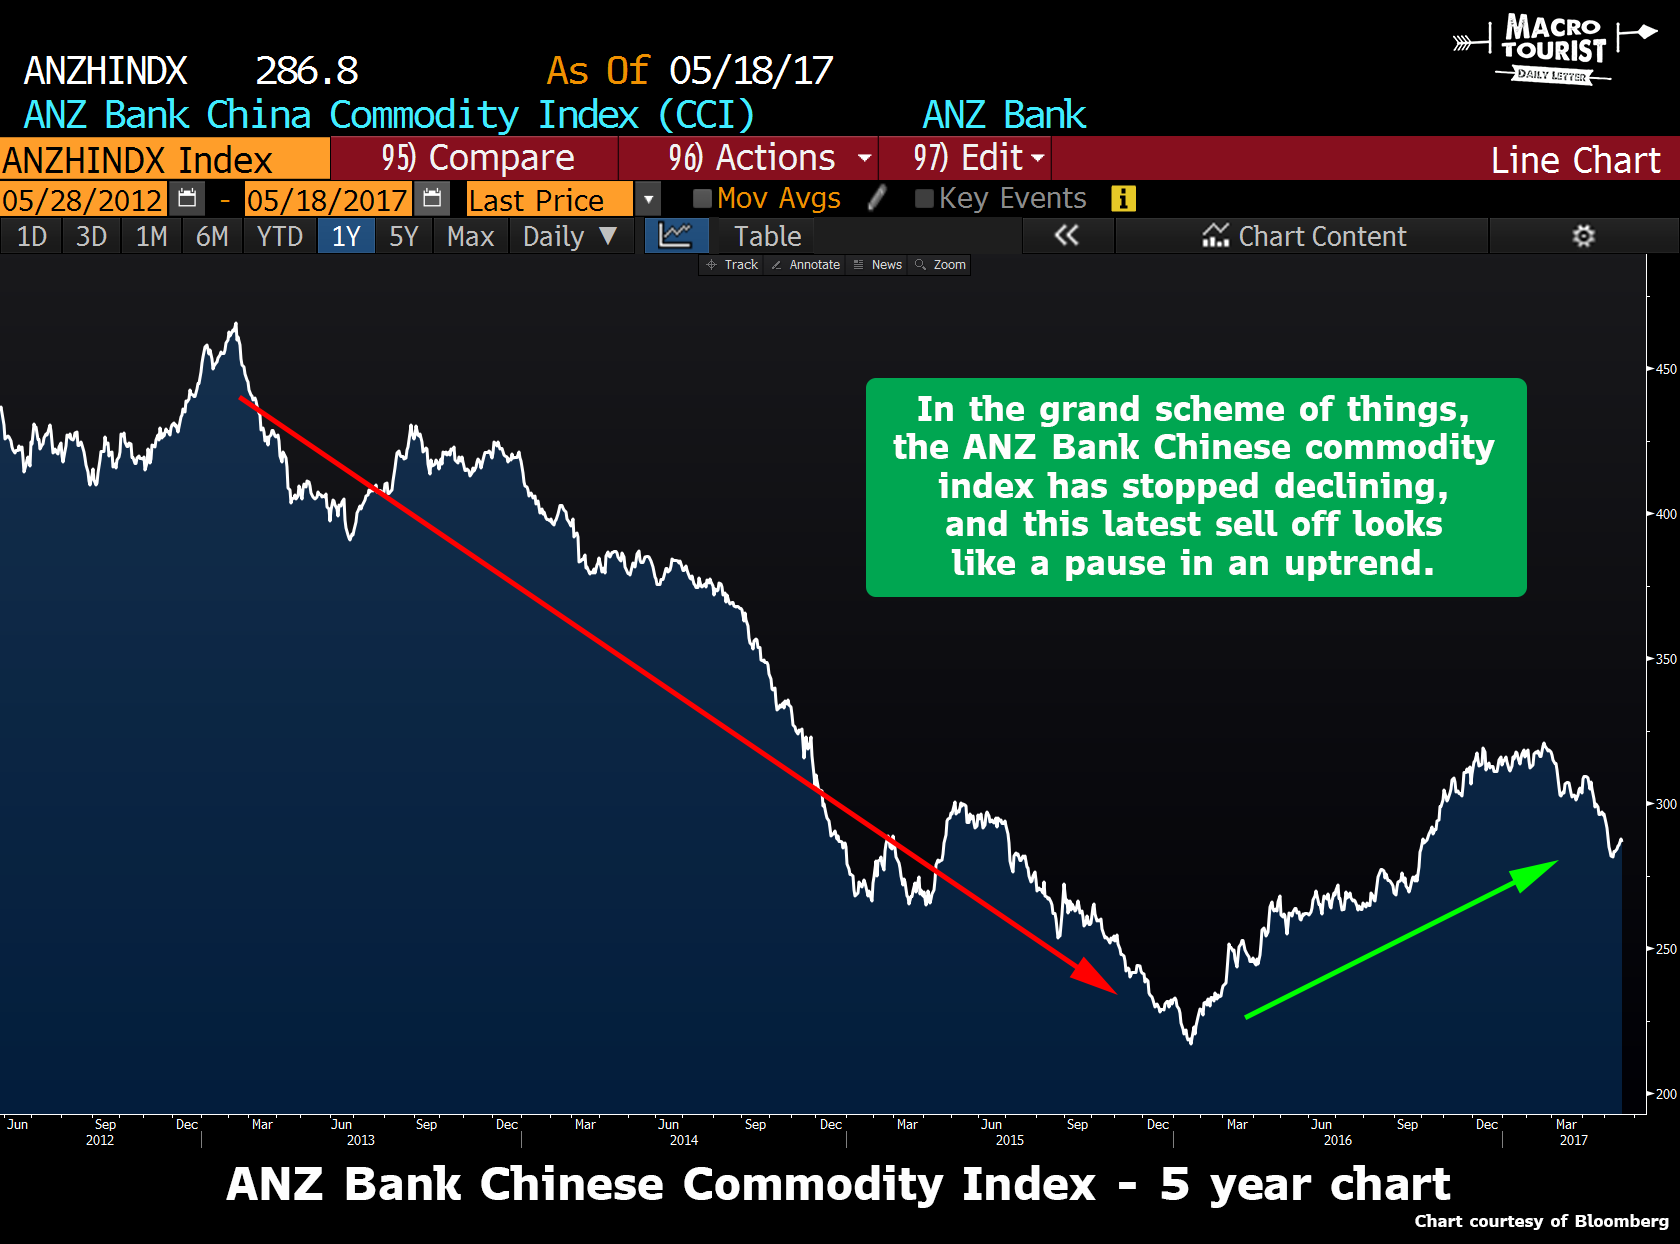 MACRO
TOURIST
DAILY LETTER
ANZHINDX 286.8 As Of 05/18/17
ANZ Bank China Commodity Index (CCI) ANZ Bank
ANZHINDX Index 95) Compare 96) Actions 97) Edit Line Chart
05/28/2012 - 05/18/2017 Last Price Mov Avgs Key Events i
1D 3D 1M 6M YTD 1Y 5Y Max Daily ▼ Table « Chart Content
Track Annotate News Zoom
In the grand scheme of things,
the ANZ Bank Chinese commodity
index has stopped declining,
and this latest sell off looks
like a pause in an uptrend.
450
400
350
300
250
200
Jun Sep Dec Mar Jun Sep Dec Mar Jun Sep Dec Mar Jun Sep Dec Mar Jun Sep Dec Mar
2012 2013 2014 2015 2016 2017
ANZ Bank Chinese Commodity Index - 5 year chart
Chart courtesy of Bloomberg